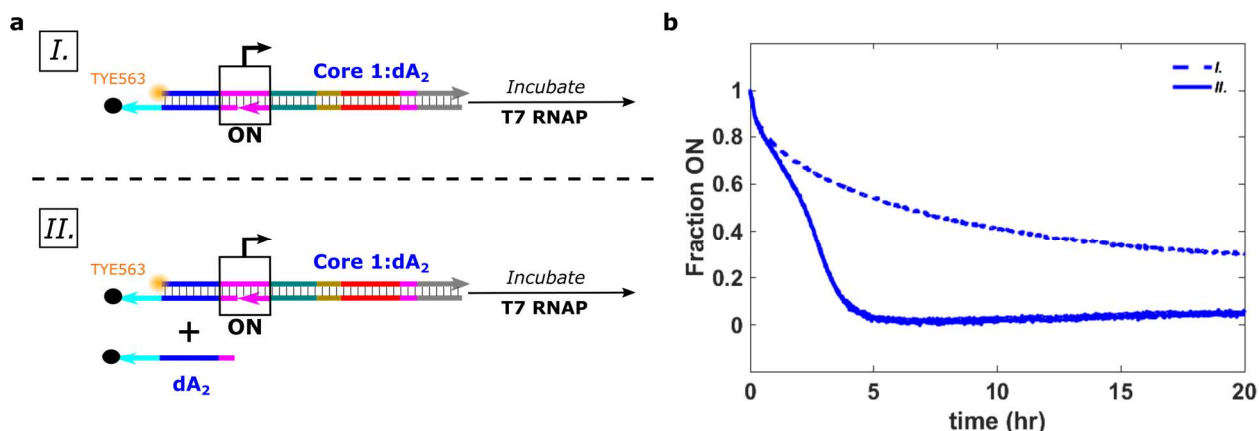 a
I.
TYE563
Core 1:dA₂
ON
Incubate
T7 RNAP
II.
TYE563
Core 1:dA₂
ON
Incubate
T7 RNAP
+
dA₂
b
I.
II.
Fraction ON
1
0.8
0.6
0.4
0.2
0
0
5
10
15
20
time (hr)